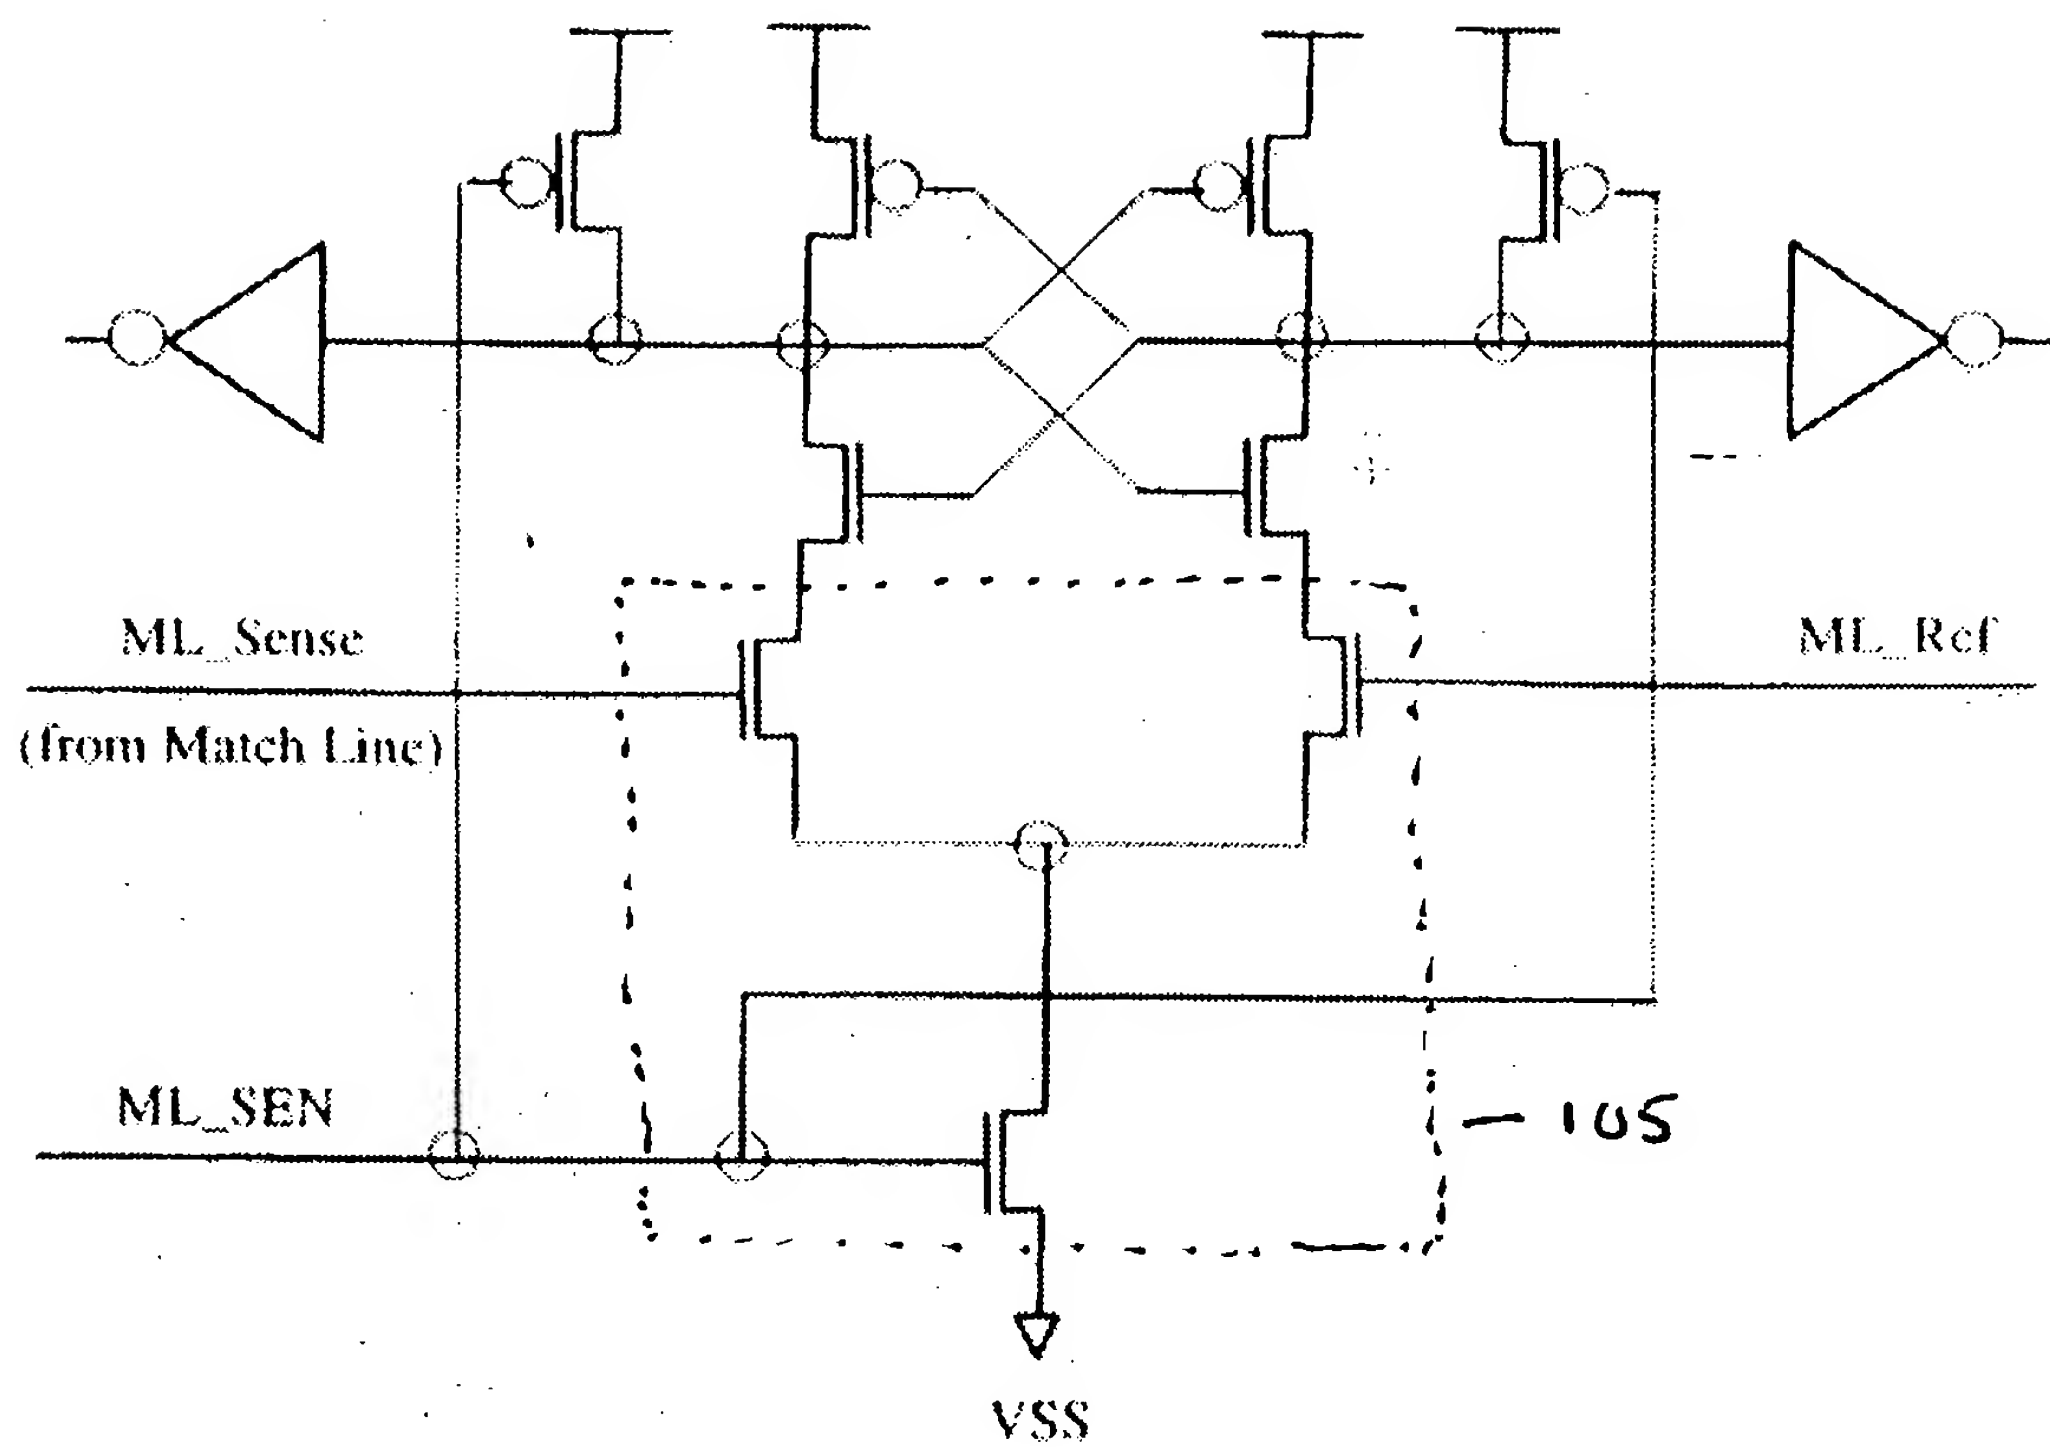 ML_Sense
ML_Ref
(from Match Line)
ML_SEN
105
VSS